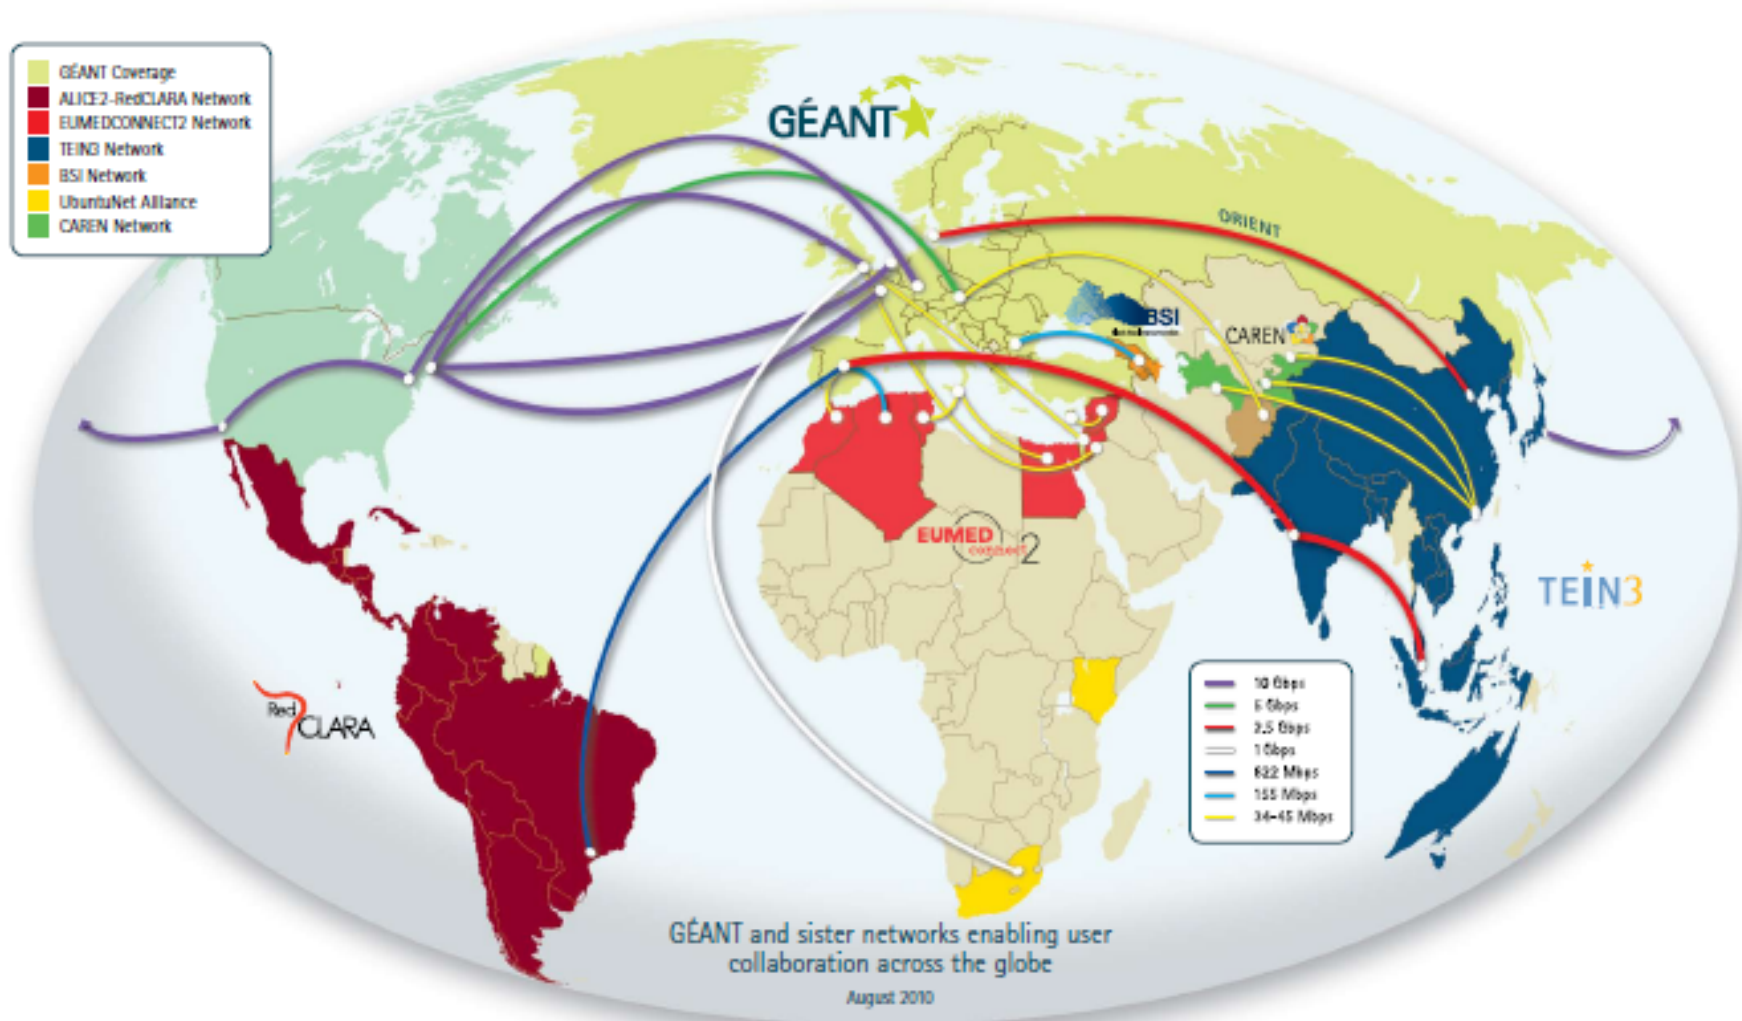 GÉANT Coverage
ALICE2-RedCLARA Network
EUMEDCONNECT2 Network
TEIN3 Network
BSI Network
UbuntuNet Alliance
CAREN Network
GÉANT
ORIENT
BSI
CAREN
EUMED
connect 2
TEIN3
Red
CLARA
10 Gbps
5 Gbps
2.5 Gbps
1 Gbps
622 Mbps
155 Mbps
34-45 Mbps
GÉANT and sister networks enabling user
collaboration across the globe
August 2010